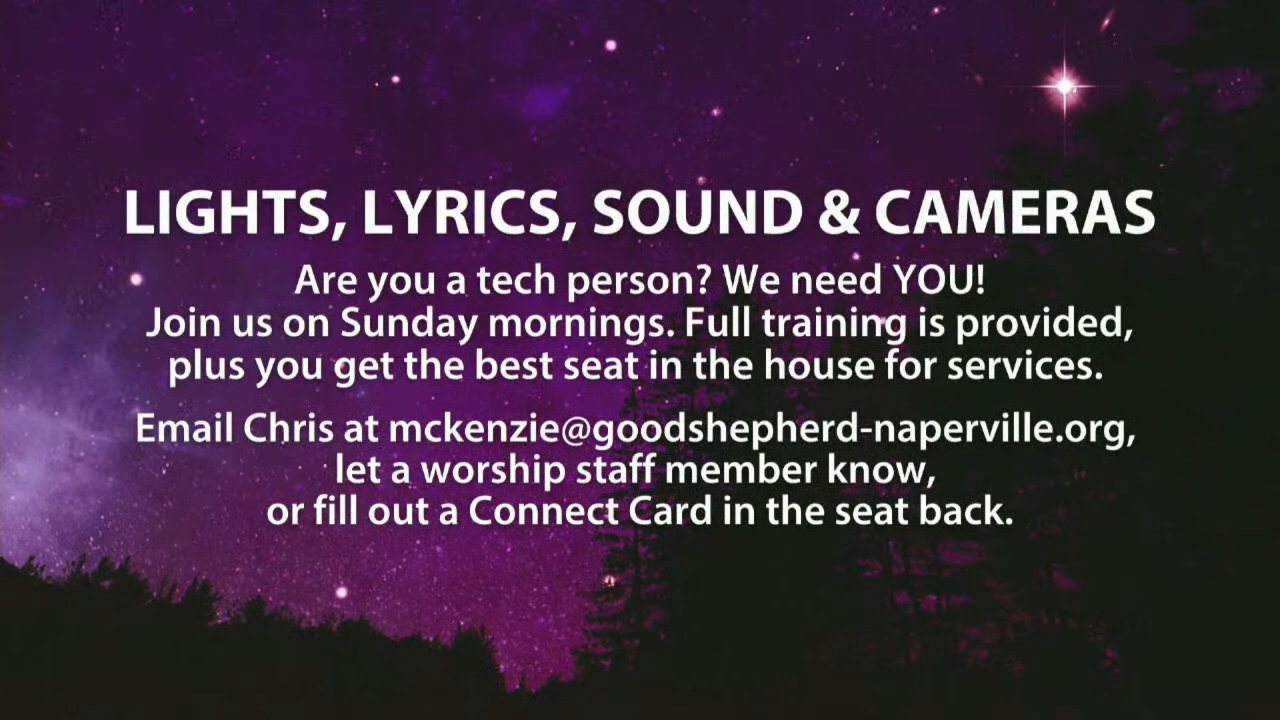 LIGHTS, LYRICS, SOUND & CAMERAS
Are you a tech person? We need YOU!
Join us on Sunday mornings. Full training is provided,
plus you get the best seat in the house for services.
Email Chris at mckenzie@goodshepherd-naperville.org,
let a worship staff member know,
or fill out a Connect Card in the seat back.